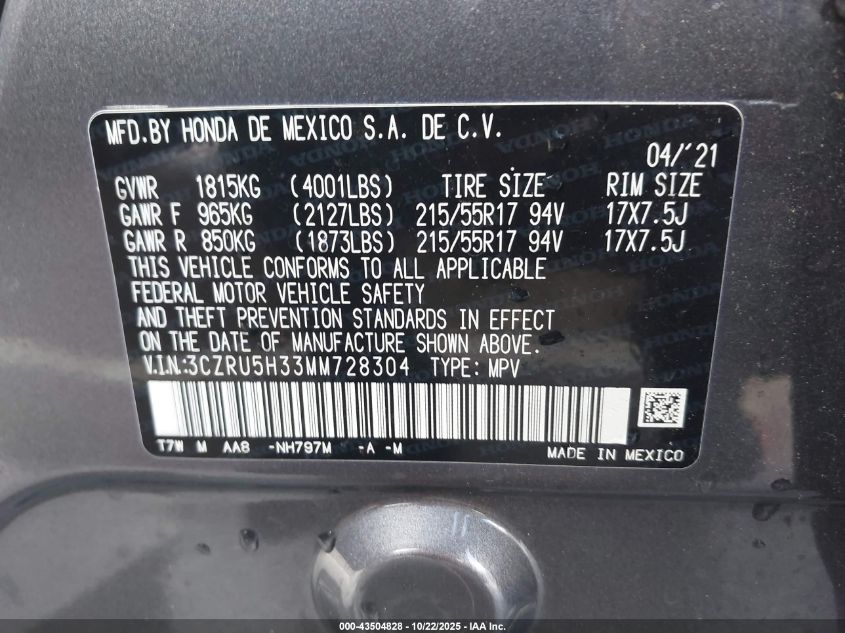 MFD.BY HONDA DE MEXICO S.A. DE C.V.
04/'21
GVWR 1815KG (4001LBS) TIRE SIZE RIM SIZE
GAWR F 965KG (2127LBS) 215/55R17 94V 17X7.5J
GAWR R 850KG (1873LBS) 215/55R17 94V 17X7.5J
THIS VEHICLE CONFORMS TO ALL APPLICABLE
FEDERAL MOTOR VEHICLE SAFETY
AND THEFT PREVENTION STANDARDS IN EFFECT
ON THE DATE OF MANUFACTURE SHOWN ABOVE.
V.I.N:3CZRU5H33MM728304 TYPE: MPV
T7W M AA8 -NH797M -A -M
MADE IN MEXICO
000-43504828 - 10/22/2025 - IAA Inc.